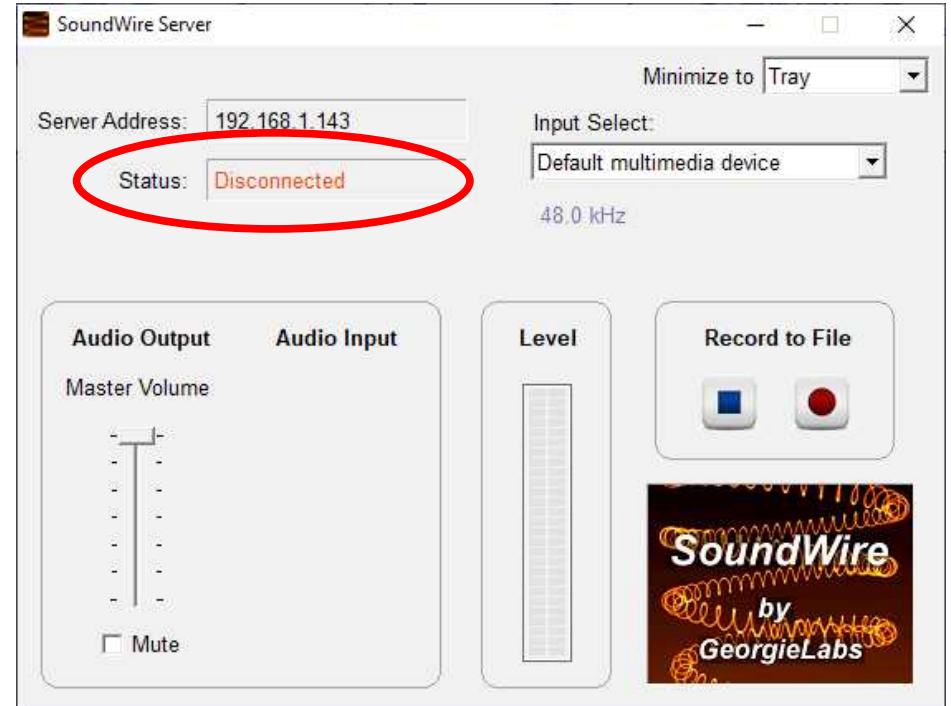 SoundWire Server
Minimize to Tray
Server Address: 192.168.1.143
Input Select:
Default multimedia device
Status: Disconnected
48.0 kHz
Audio Output
Audio Input
Level
Record to File
Master Volume
Mute
SoundWire
by
GeorgieLabs